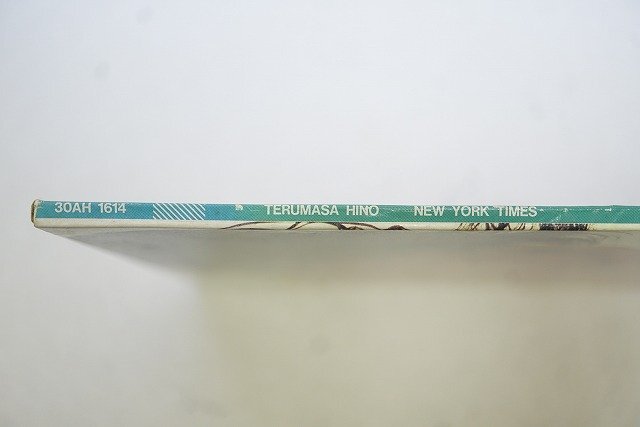 30AH 1614 TERUMASA HINO NEW YORK TIMES